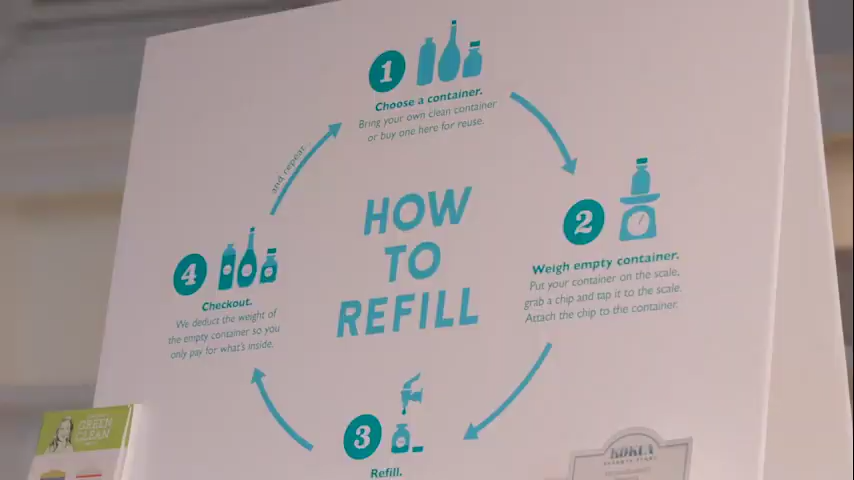 1
Choose a container.
Bring your own clean container
or buy one here for reuse.
and repeat
HOW
TO
REFILL
2
Weigh empty container.
Put your container on the scale,
grab a chip and tap it to the scale.
Attach the chip to the container.
3
Refill.
4
Checkout.
We deduct the weight of
the empty container so you
only pay for what's inside.
GREEN
CLEAN
KOKUA